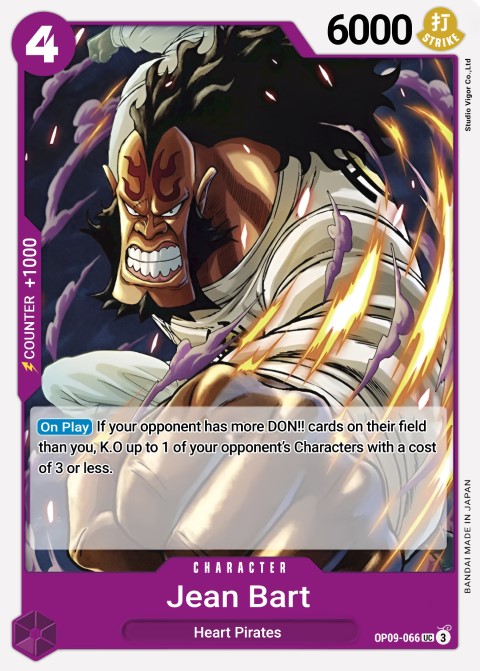 4
6000
打
STRIKE
Studio Vigor Co.,Ltd
COUNTER +1000
On Play If your opponent has more DON!! cards on their field
than you, K.O up to 1 of your opponent's Characters with a cost
of 3 or less.
BANDAI MADE IN JAPAN
CHARACTER
Jean Bart
Heart Pirates
OP09-066 UC 3